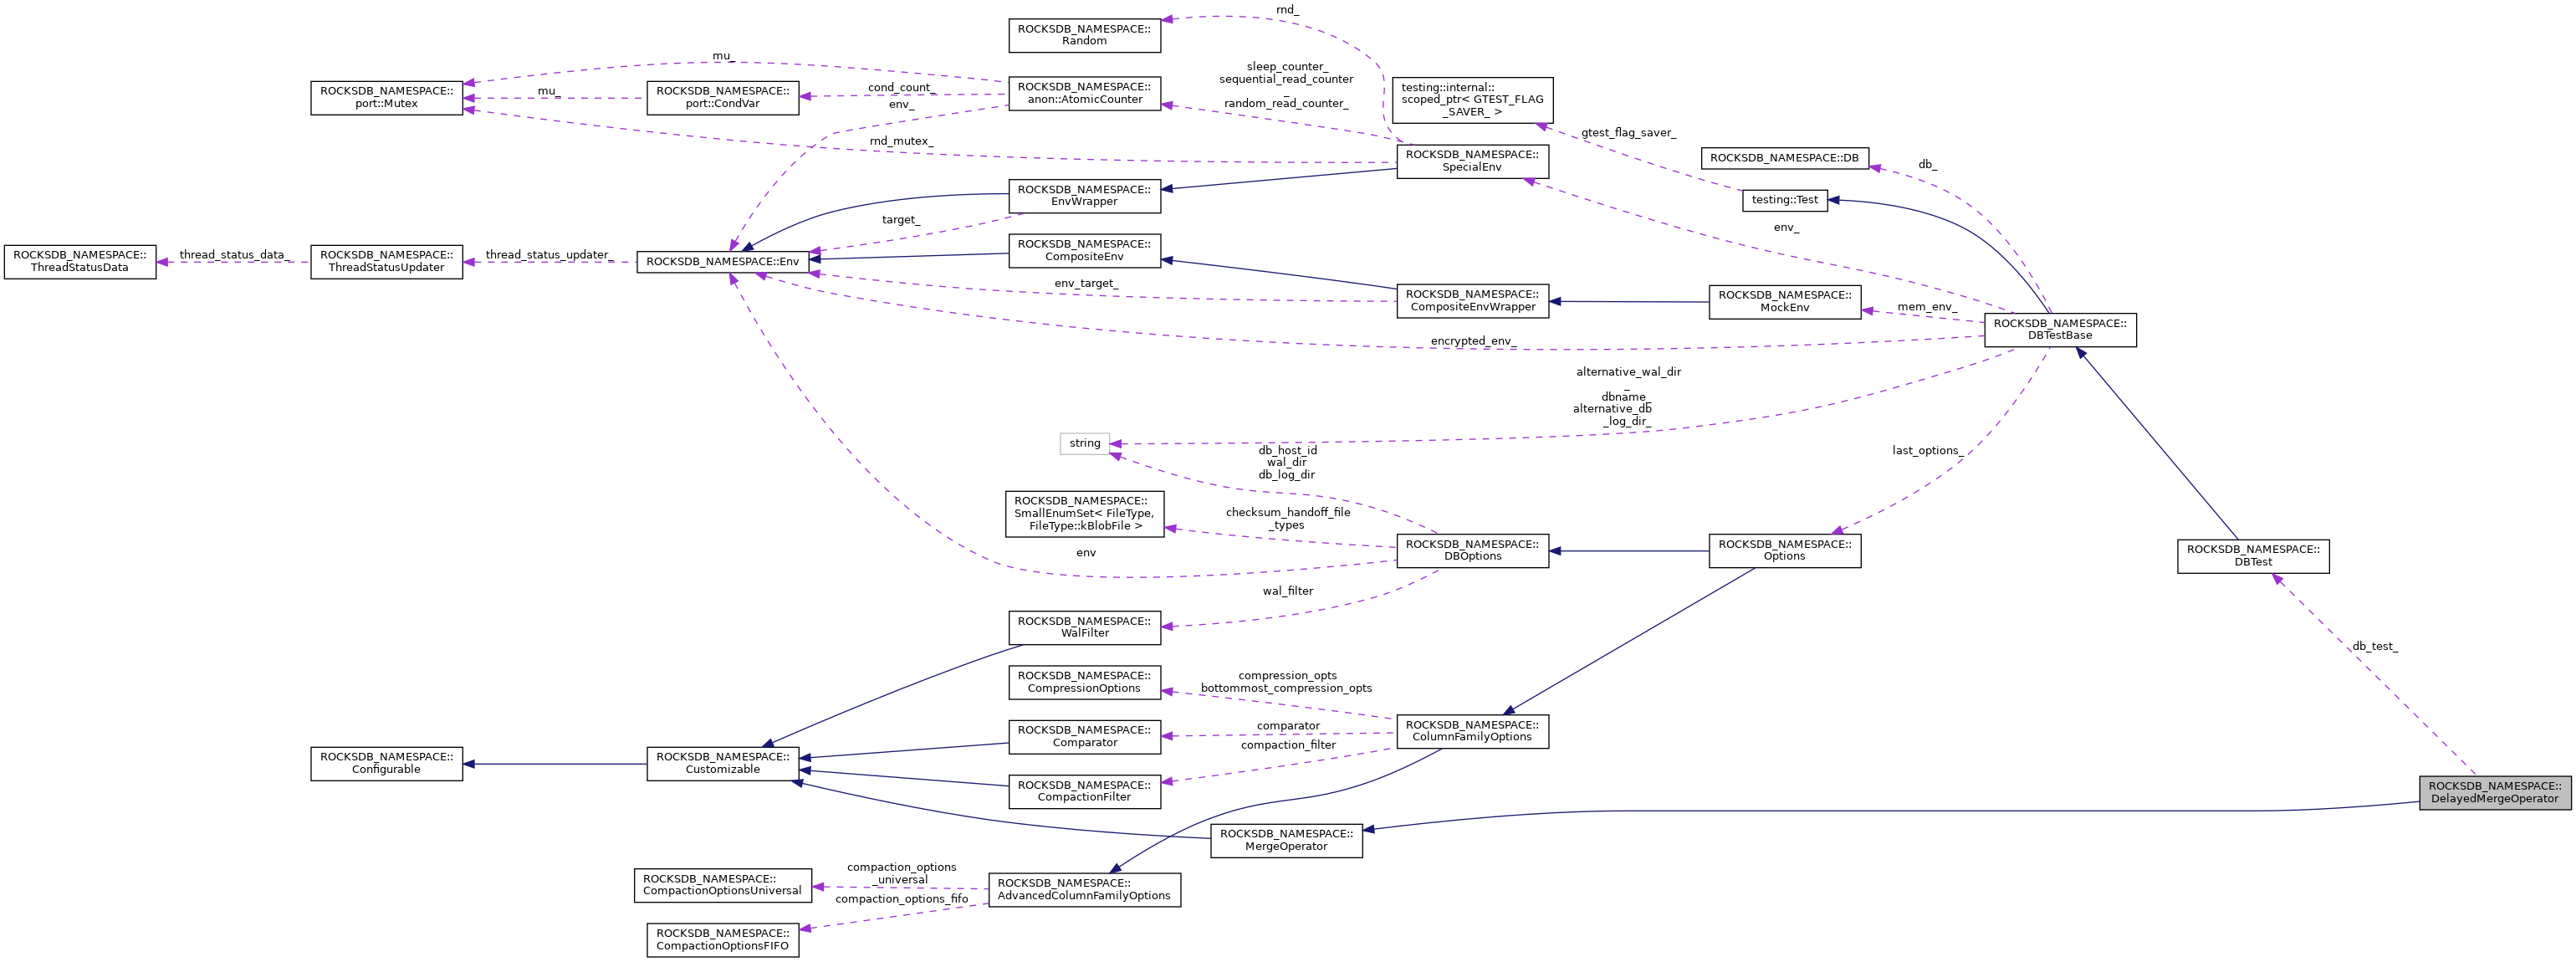 rnd_
ROCKSDB_NAMESPACE::
Random
mu_
sleep_counter_
sequential_read_counter
_
random_read_counter_
ROCKSDB_NAMESPACE::
port::Mutex
mu_
ROCKSDB_NAMESPACE::
port::CondVar
cond_count_
ROCKSDB_NAMESPACE::
anon::AtomicCounter
testing::internal::
scoped_ptr< GTEST_FLAG
_SAVER_ >
env_
gtest_flag_saver_
rnd_mutex_
ROCKSDB_NAMESPACE::
SpecialEnv
ROCKSDB_NAMESPACE::DB
db_
ROCKSDB_NAMESPACE::
EnvWrapper
testing::Test
target_
env_
ROCKSDB_NAMESPACE::
ThreadStatusData
thread_status_data_
ROCKSDB_NAMESPACE::
ThreadStatusUpdater
thread_status_updater_
ROCKSDB_NAMESPACE::Env
ROCKSDB_NAMESPACE::
CompositeEnv
env_target_
ROCKSDB_NAMESPACE::
CompositeEnvWrapper
ROCKSDB_NAMESPACE::
MockEnv
mem_env_
ROCKSDB_NAMESPACE::
DBTestBase
encrypted_env_
alternative_wal_dir
_
dbname_
alternative_db
_log_dir_
string
last_options_
db_host_id
wal_dir
db_log_dir
ROCKSDB_NAMESPACE::
SmallEnumSet< FileType,
FileType::kBlobFile >
checksum_handoff_file
_types
env
ROCKSDB_NAMESPACE::
DBOptions
ROCKSDB_NAMESPACE::
Options
ROCKSDB_NAMESPACE::
DBTest
wal_filter
ROCKSDB_NAMESPACE::
WalFilter
db_test_
ROCKSDB_NAMESPACE::
CompressionOptions
compression_opts
bottommost_compression_opts
ROCKSDB_NAMESPACE::
Comparator
comparator
compaction_filter
ROCKSDB_NAMESPACE::
ColumnFamilyOptions
ROCKSDB_NAMESPACE::
Configurable
ROCKSDB_NAMESPACE::
Customizable
ROCKSDB_NAMESPACE::
CompactionFilter
ROCKSDB_NAMESPACE::
DelayedMergeOperator
ROCKSDB_NAMESPACE::
MergeOperator
compaction_options
_universal
ROCKSDB_NAMESPACE::
CompactionOptionsUniversal
compaction_options_fifo
ROCKSDB_NAMESPACE::
AdvancedColumnFamilyOptions
ROCKSDB_NAMESPACE::
CompactionOptionsFIFO